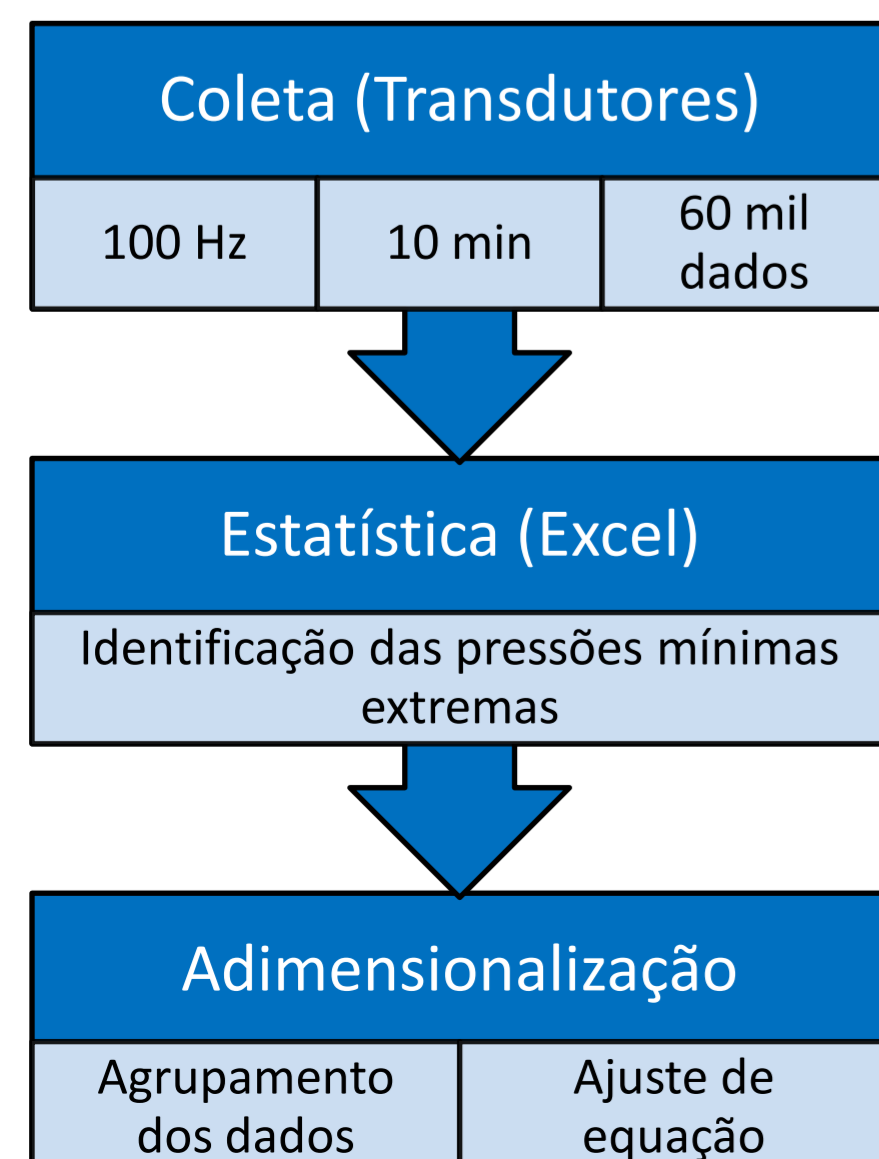 Coleta (Transdutores)
100 Hz
10 min
60 mil
dados
Estatística (Excel)
Identificação das pressões mínimas
extremas
Adimensionalização
Agrupamento
dos dados
Ajuste de
equação